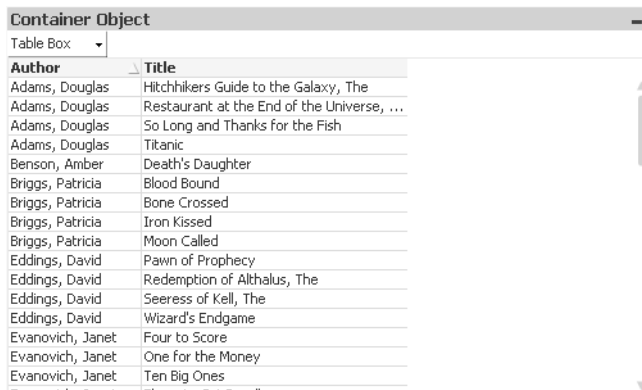 Container Object
Table Box
Author Title
Adams, Douglas Hitchhikers Guide to the Galaxy, The
Adams, Douglas Restaurant at the End of the Universe, ...
Adams, Douglas So Long and Thanks for the Fish
Adams, Douglas Titanic
Benson, Amber Death's Daughter
Briggs, Patricia Blood Bound
Briggs, Patricia Bone Crossed
Briggs, Patricia Iron Kissed
Briggs, Patricia Moon Called
Eddings, David Pawn of Prophecy
Eddings, David Redemption of Althalus, The
Eddings, David Seeress of Kell, The
Eddings, David Wizard's Endgame
Evanovich, Janet Four to Score
Evanovich, Janet One for the Money
Evanovich, Janet Ten Big Ones